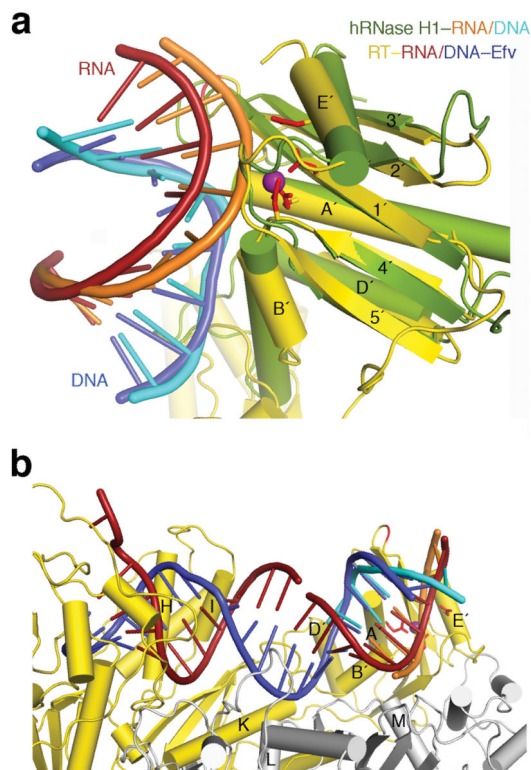 a
hRNase H1–RNA/DNA
RT–RNA/DNA–Efv
RNA
E´
3´
2´
A´
1´
4´
D´
B´
5´
DNA
b
H
I
D´
A´
E´
B´
K
M
L